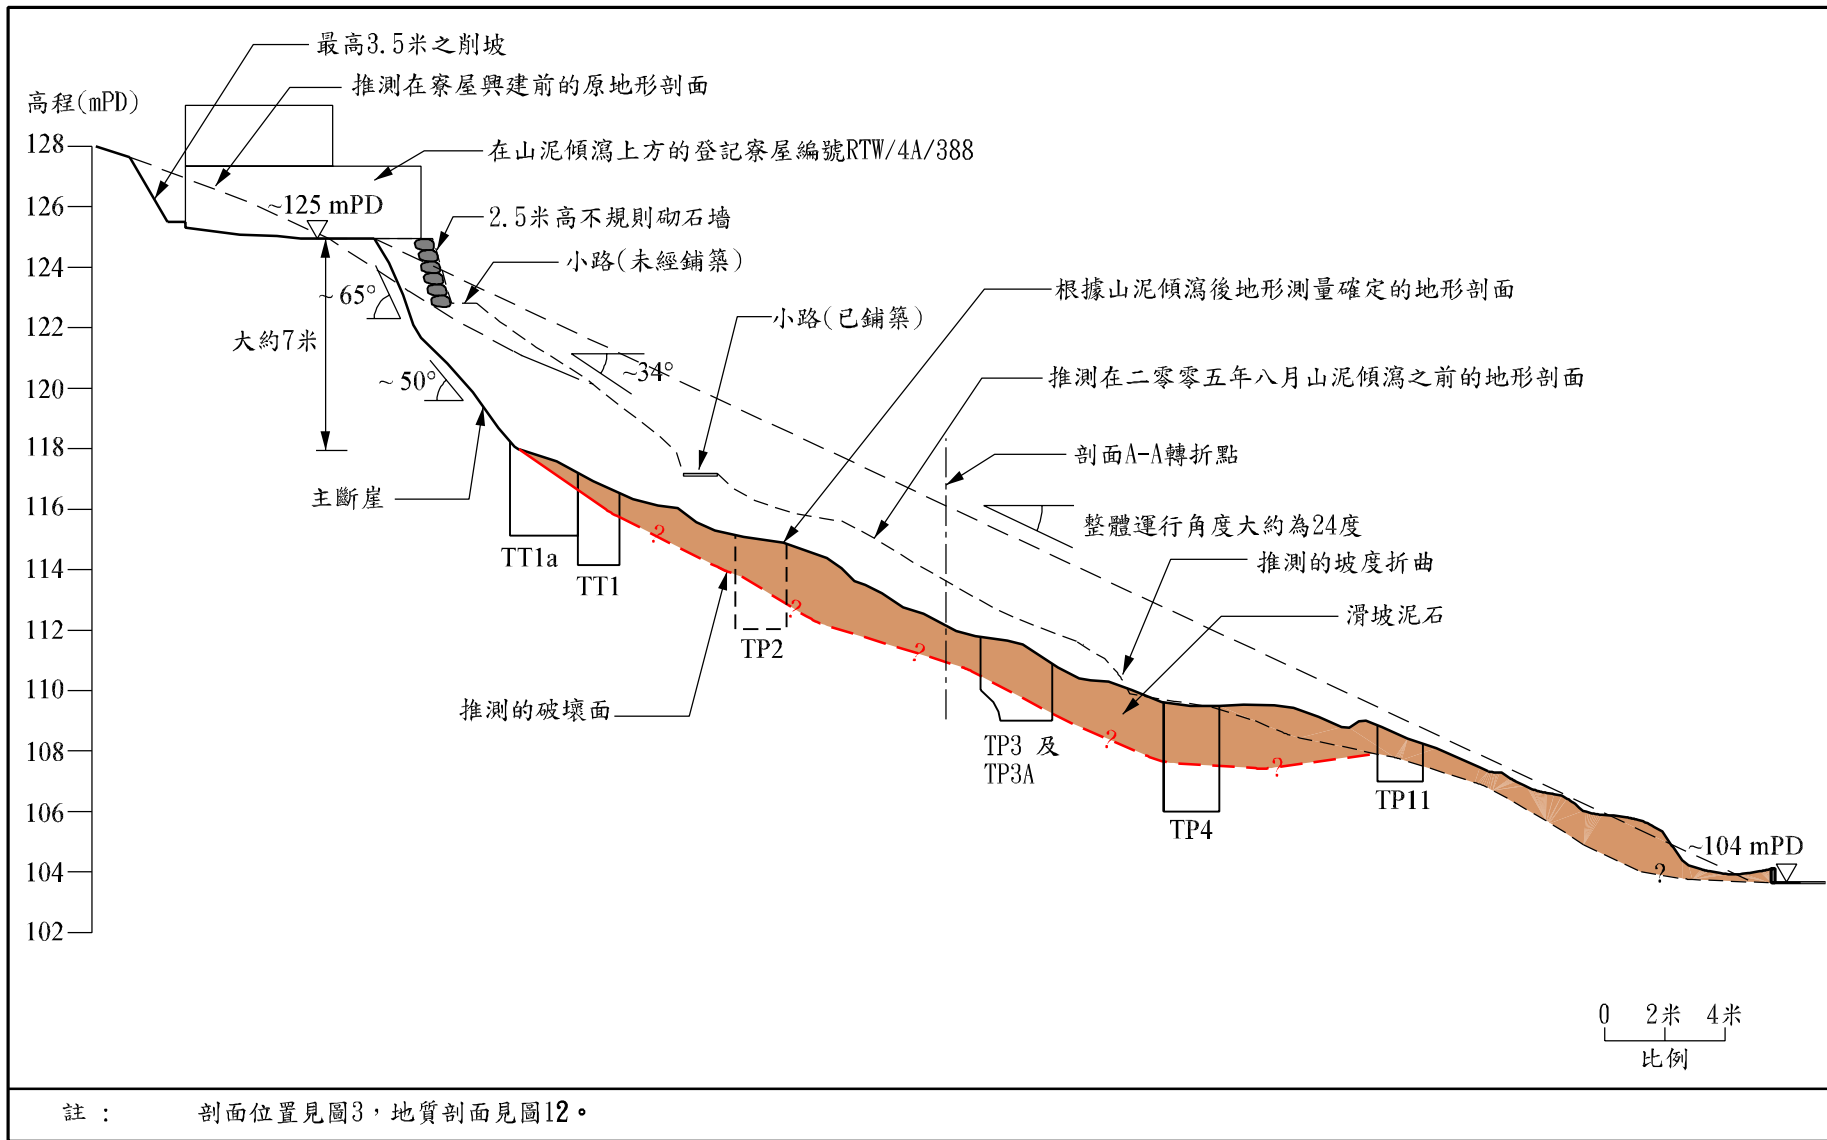 最高3.5米之削坡
推測在寮屋興建前的原地形剖面
高程(mPD)
128
在山泥傾瀉上方的登記寮屋編號RTW/4A/388
126
~125 mPD
2.5米高不規則砌石墻
124
小路(未經鋪築)
~65°
根據山泥傾瀉後地形測量確定的地形剖面
122
小路(已鋪築)
大約7米
~34°
120
~50°
推測在二零零五年八月山泥傾瀉之前的地形剖面
118
剖面A-A轉折點
主斷崖
116
整體運行角度大約為24度
?
TT1a
推測的坡度折曲
114
TT1
?
滑坡泥石
112
TP2
?
110
推測的破壞面
TP3 及
TP3A
?
108
?
TP11
106
TP4
~104 mPD
104
?
102
0 2米 4米
比例
註 : 剖面位置見圖3,地質剖面見圖12。